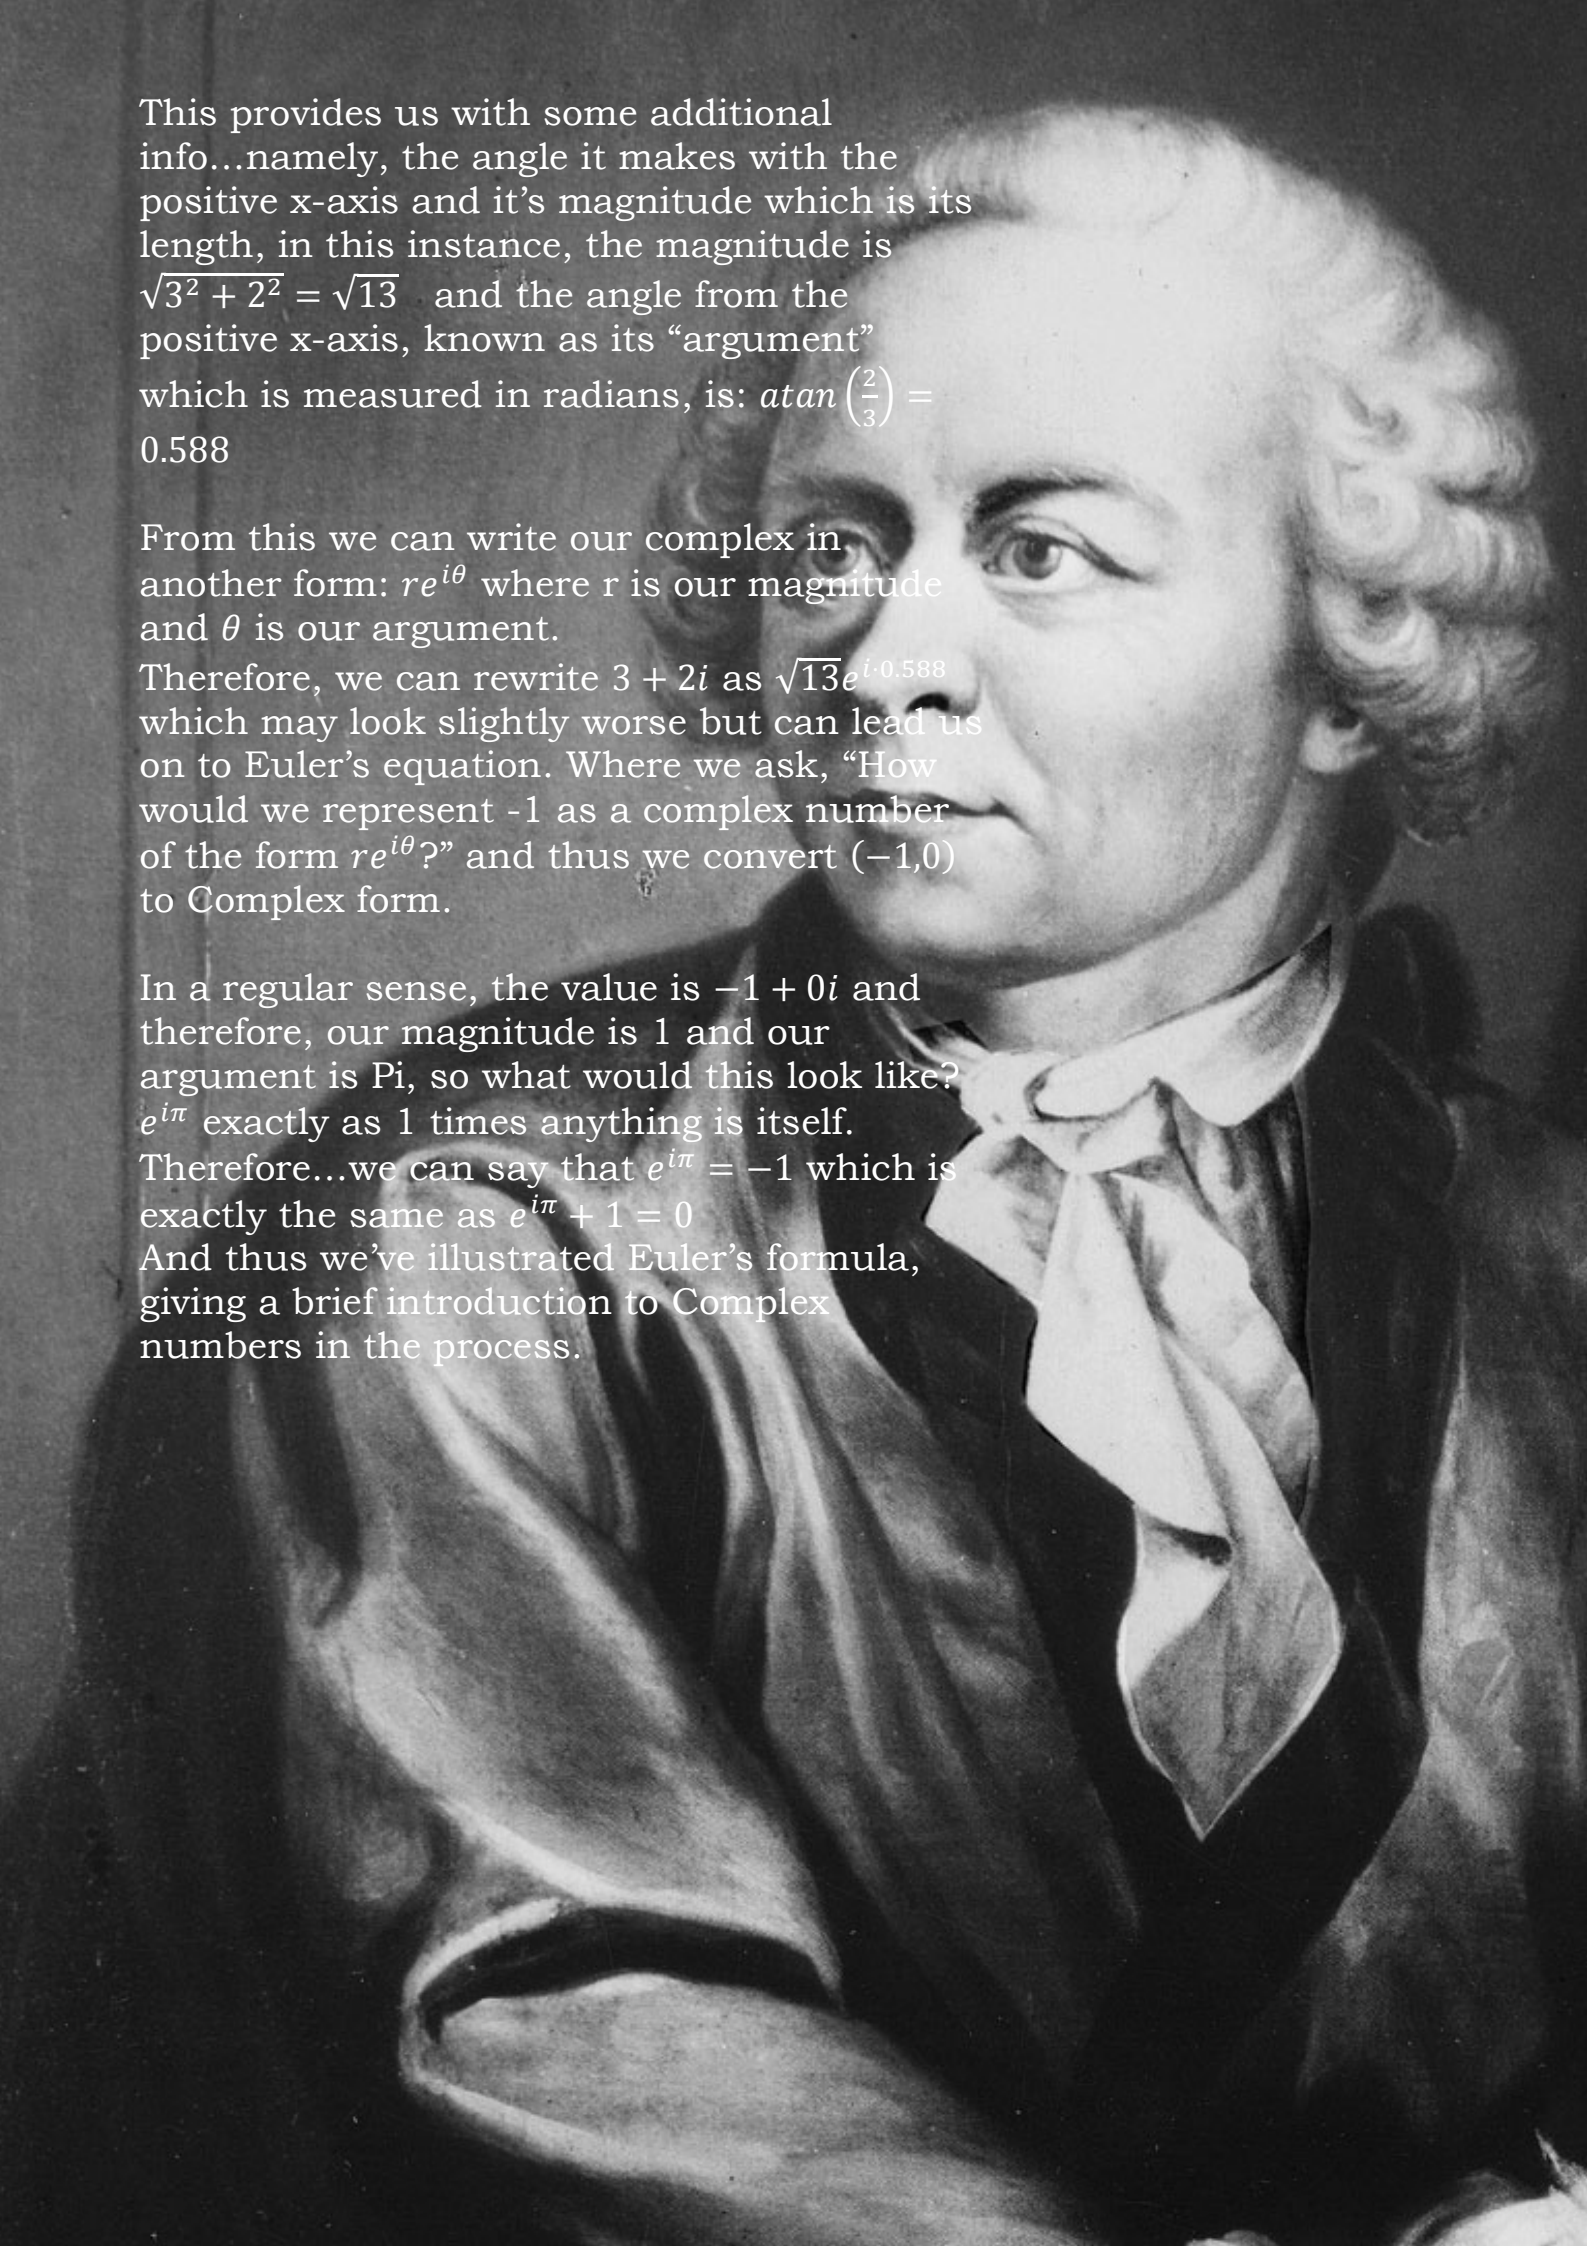 This provides us with some additional
info…namely, the angle it makes with the
positive x-axis and it’s magnitude which is its
length, in this instance, the magnitude is
√(3² + 2²) = √13 and the angle from the
positive x-axis, known as its “argument”
which is measured in radians, is: atan (2/3) =
0.588
From this we can write our complex in
another form: re^{iθ} where r is our magnitude
and θ is our argument.
Therefore, we can rewrite 3 + 2i as √13e^{i·0.588}
which may look slightly worse but can lead us
on to Euler’s equation. Where we ask, “How
would we represent -1 as a complex number
of the form re^{iθ}?” and thus we convert (−1,0)
to Complex form.
In a regular sense, the value is −1 + 0i and
therefore, our magnitude is 1 and our
argument is Pi, so what would this look like?
e^{iπ} exactly as 1 times anything is itself.
Therefore…we can say that e^{iπ} = −1 which is
exactly the same as e^{iπ} + 1 = 0
And thus we’ve illustrated Euler’s formula,
giving a brief introduction to Complex
numbers in the process.